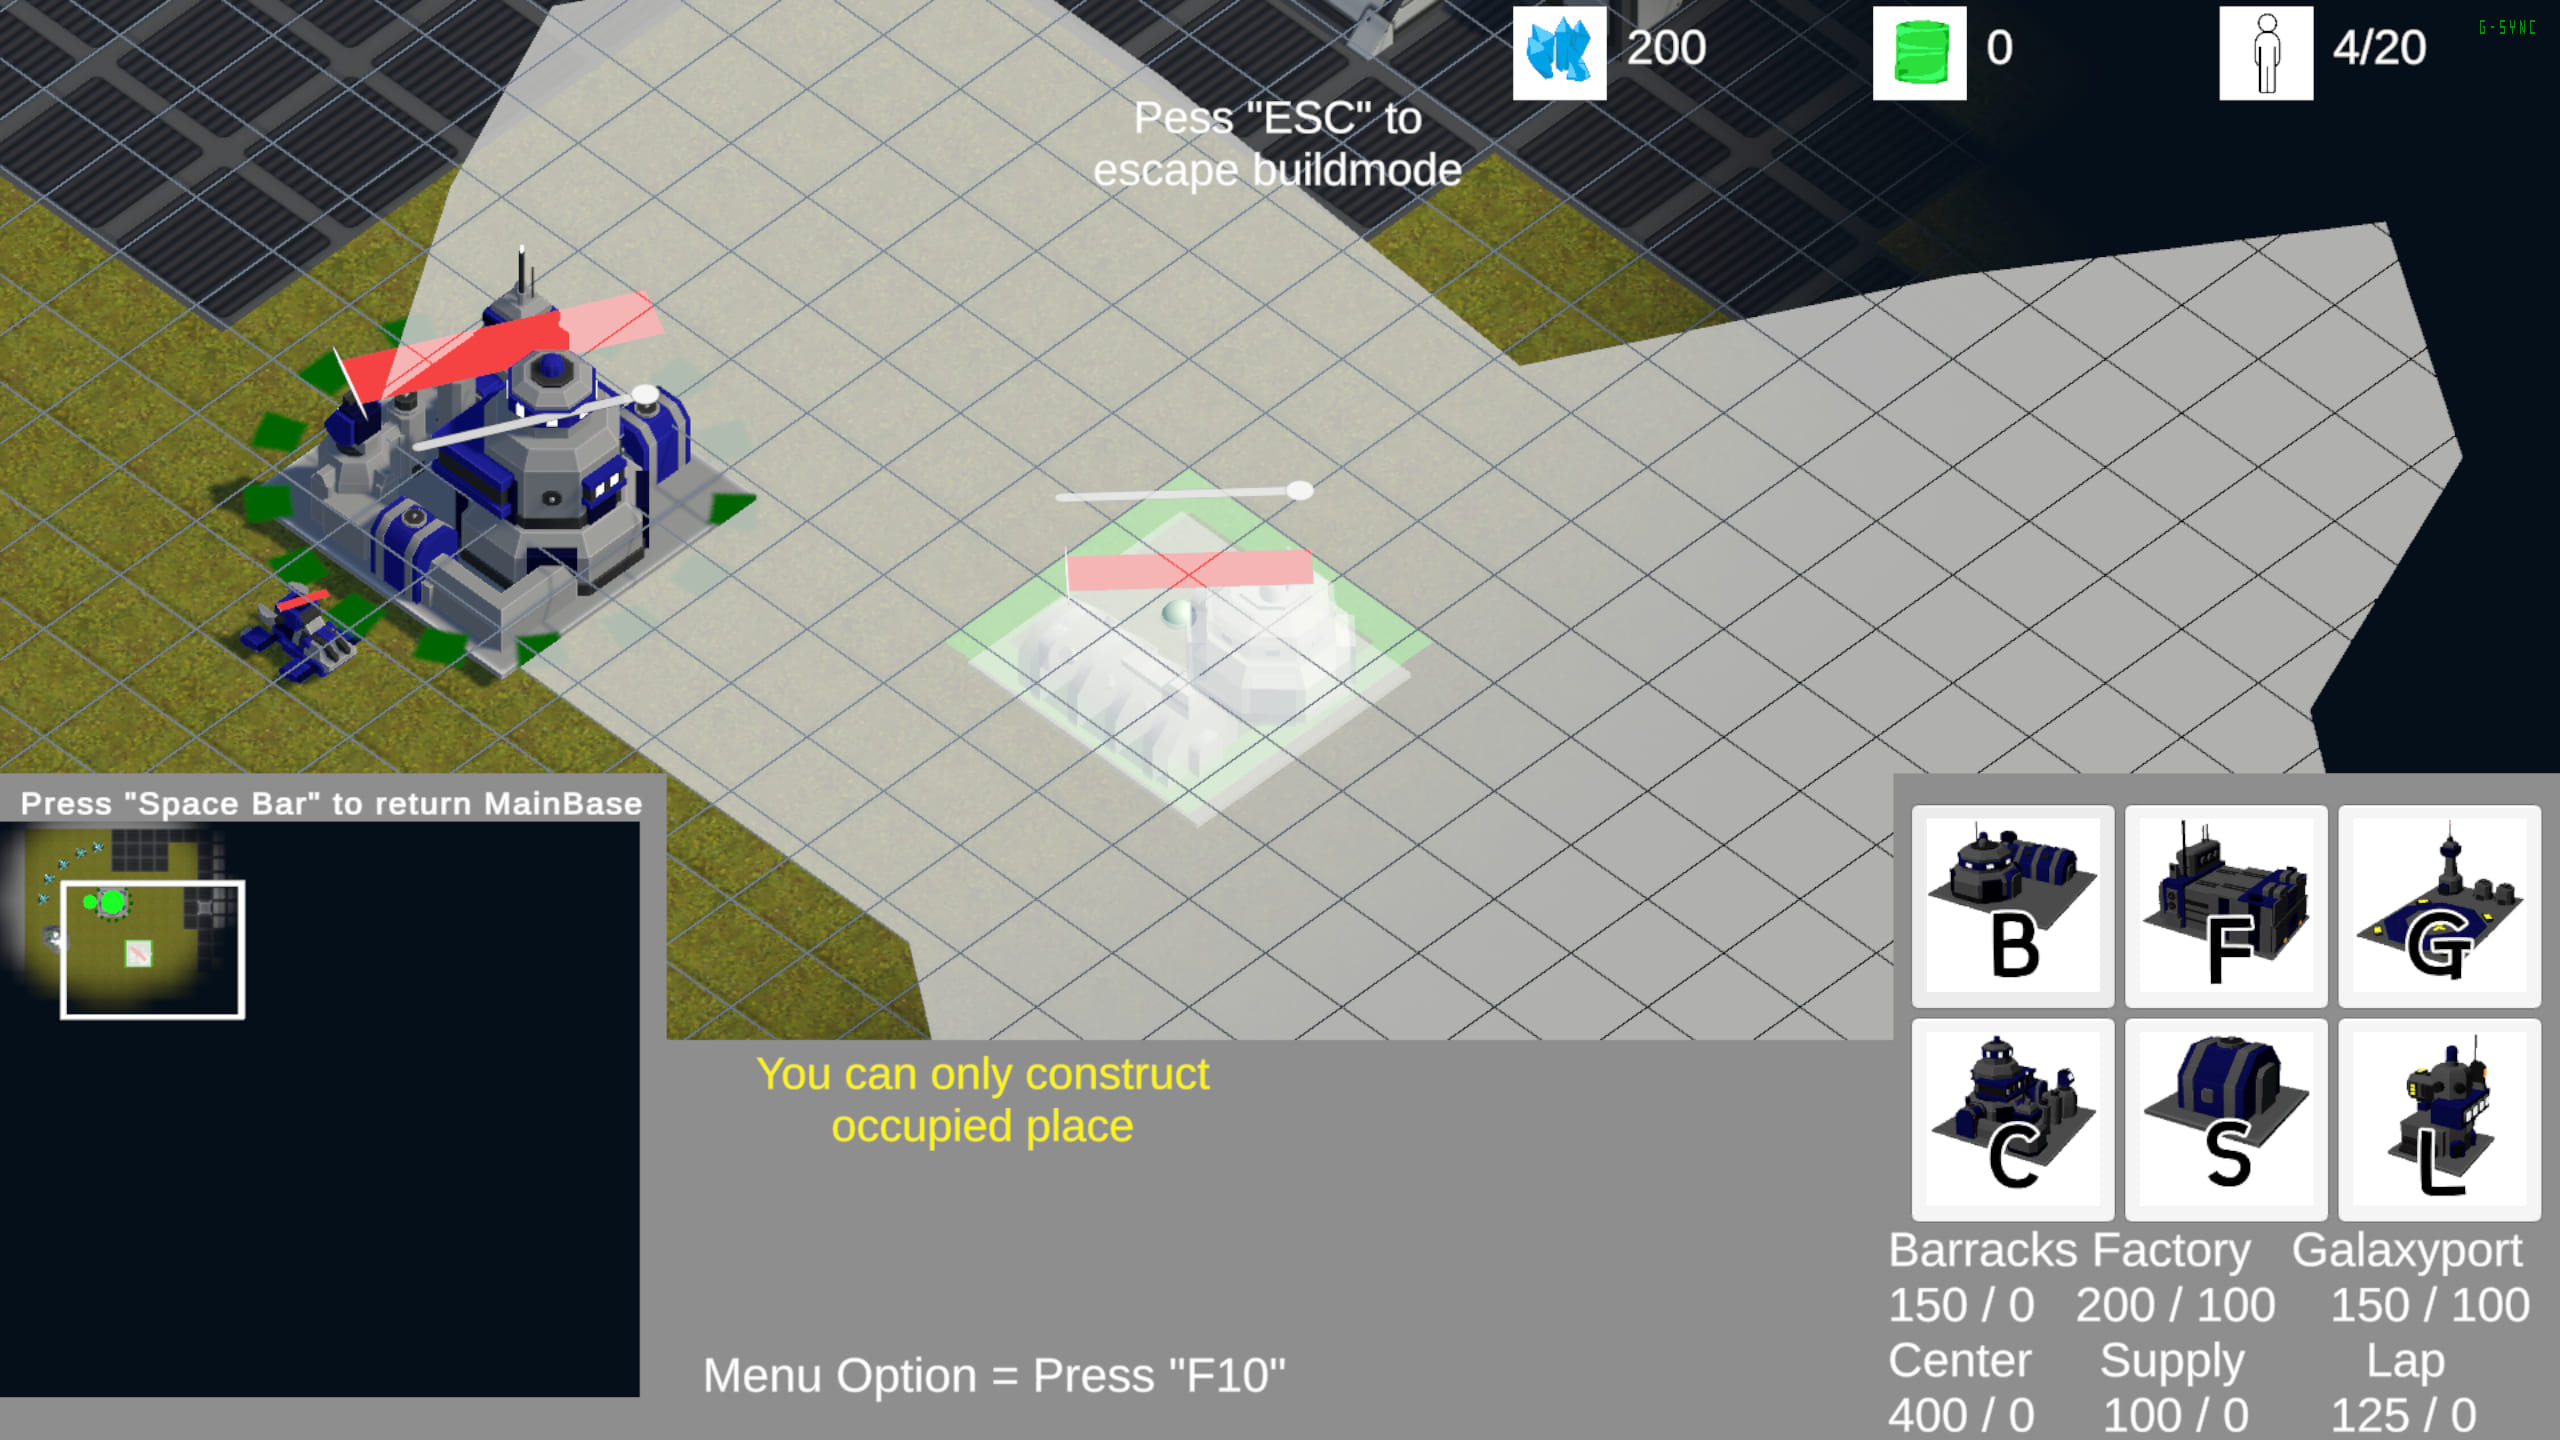 200
0
4/20
G-SYNC
Pess "ESC" to
escape buildmode
Press "Space Bar" to return MainBase
B
F
G
C
S
L
You can only construct
occupied place
Menu Option = Press "F10"
Barracks Factory Galaxyport
150 / 0 200 / 100 150 / 100
Center Supply Lap
400 / 0 100 / 0 125 / 0